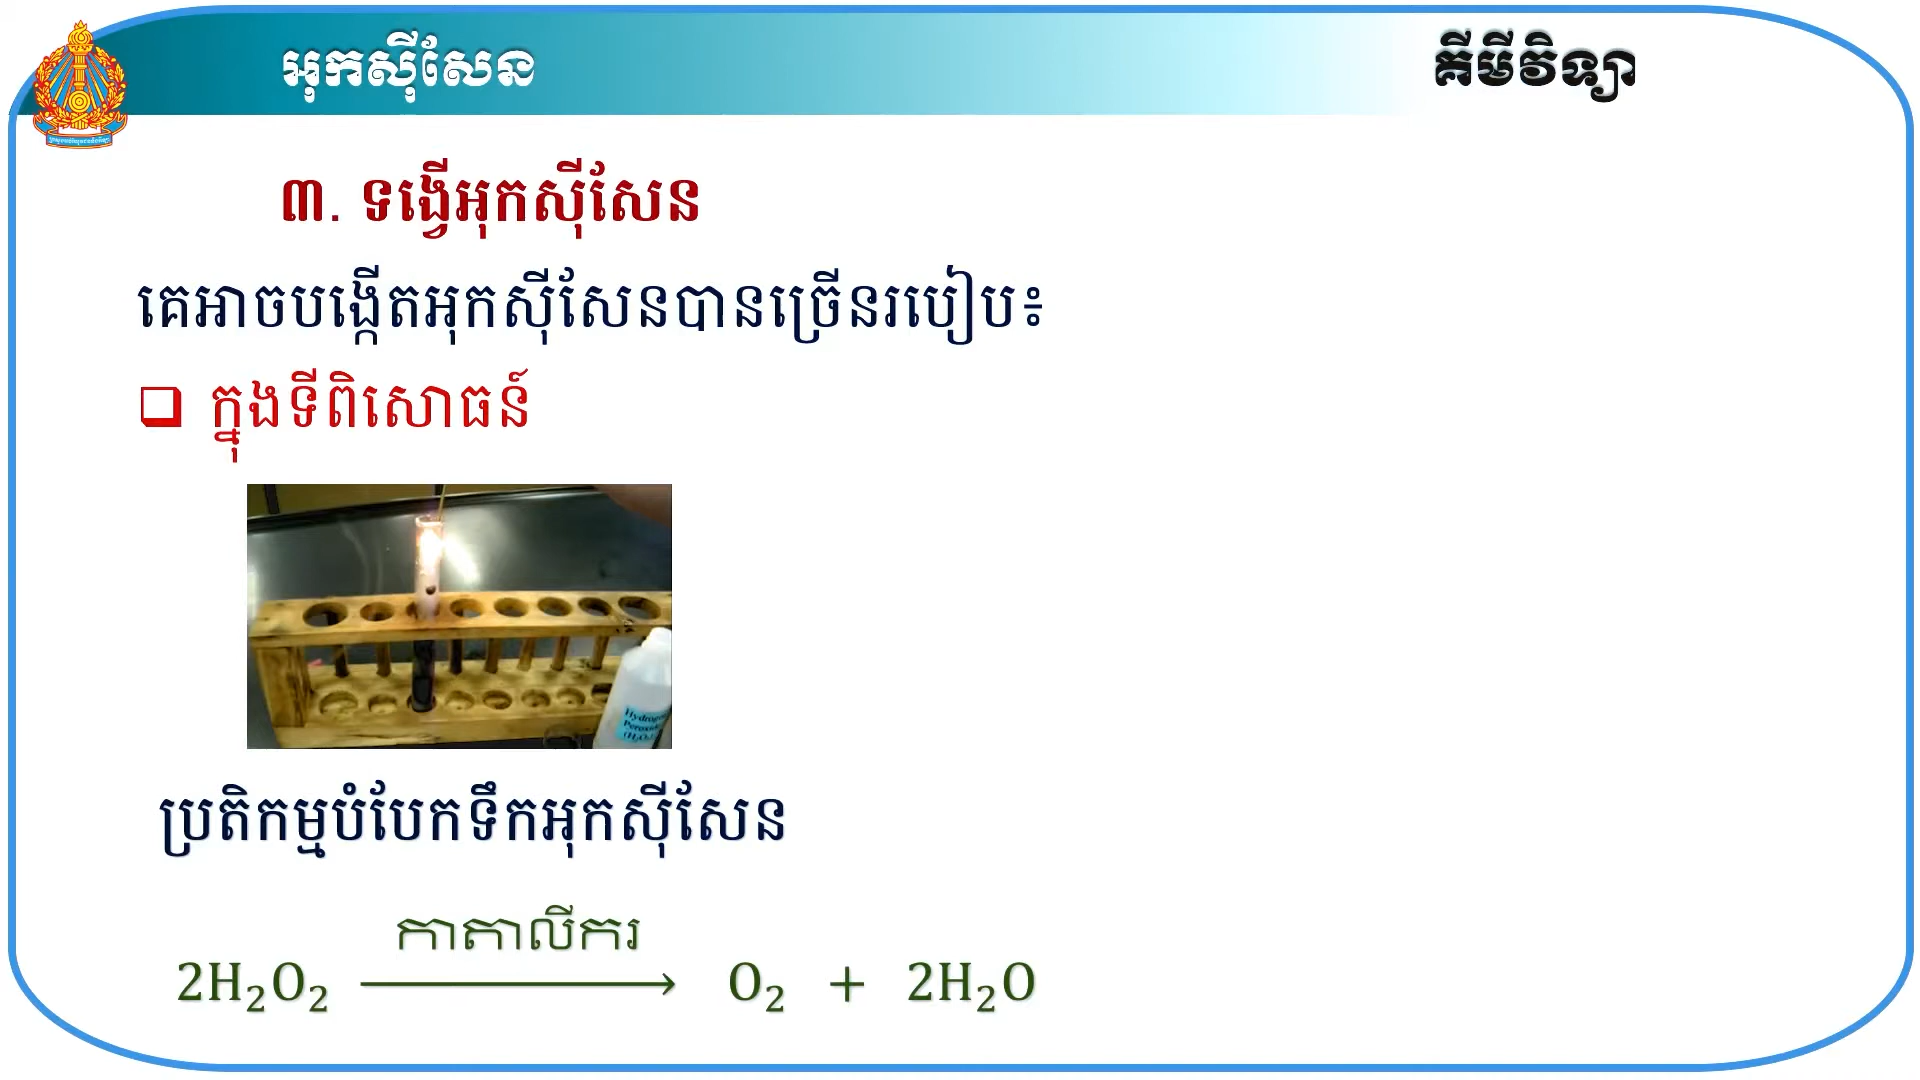 អុកស៊ីសែន
គីមីវិទ្យា
៣. ទង្វើអុកស៊ីសែន
គេអាចបង្កើតអុកស៊ីសែនបានច្រើនរបៀប៖
ក្នុងទីពិសោធន៍
Hydrogen
Peroxide
(H₂O₂)
ប្រតិកម្មបំបែកទឹកអុកស៊ីសែន
កាតាលីករ
2H₂O₂ ⟶ O₂ + 2H₂O